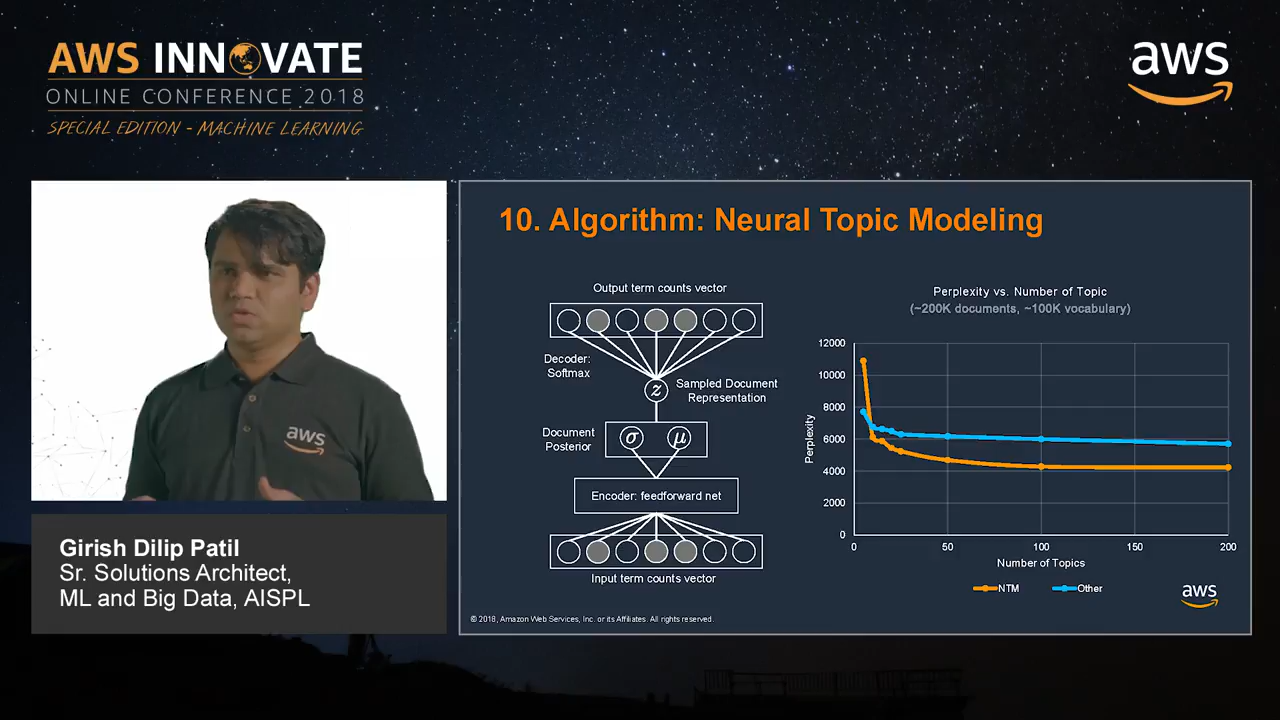 AWS INNOVATE
ONLINE CONFERENCE 2018
SPECIAL EDITION - MACHINE LEARNING
aws
aws
Girish Dilip Patil
Sr. Solutions Architect,
ML and Big Data, AISPL
10. Algorithm: Neural Topic Modeling
Output term counts vector
Decoder:
Softmax
z
Sampled Document
Representation
Document
Posterior
σ μ
Encoder: feedforward net
Input term counts vector
Perplexity vs. Number of Topic
(~200K documents, ~100K vocabulary)
Perplexity
12000
10000
8000
6000
4000
2000
0
0 50 100 150 200
Number of Topics
NTM Other
aws
© 2018, Amazon Web Services, Inc. or its Affiliates. All rights reserved.